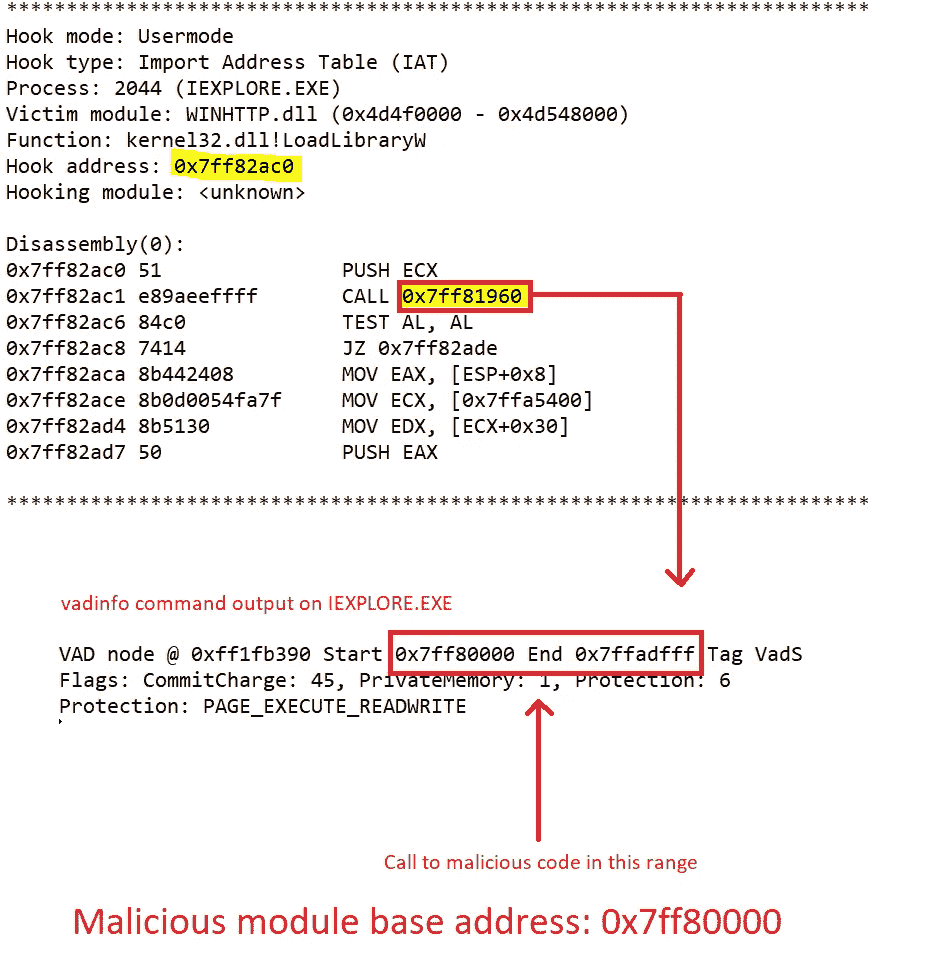 ************************************************************************
Hook mode: Usermode
Hook type: Import Address Table (IAT)
Process: 2044 (IEXPLORE.EXE)
Victim module: WINHTTP.dll (0x4d4f0000 - 0x4d548000)
Function: kernel32.dll!LoadLibraryW
Hook address: 0x7ff82ac0
Hooking module: <unknown>
Disassembly(0):
0x7ff82ac0 51 PUSH ECX
0x7ff82ac1 e89aeeffff CALL 0x7ff81960
0x7ff82ac6 84c0 TEST AL, AL
0x7ff82ac8 7414 JZ 0x7ff82ade
0x7ff82aca 8b442408 MOV EAX, [ESP+0x8]
0x7ff82ace 8b0d0054fa7f MOV ECX, [0x7ffa5400]
0x7ff82ad4 8b5130 MOV EDX, [ECX+0x30]
0x7ff82ad7 50 PUSH EAX
************************************************************************
vadinfo command output on IEXPLORE.EXE
VAD node @ 0xff1fb390 Start 0x7ff80000 End 0x7ffadfff Tag VadS
Flags: CommitCharge: 45, PrivateMemory: 1, Protection: 6
Protection: PAGE_EXECUTE_READWRITE
Call to malicious code in this range
Malicious module base address: 0x7ff80000